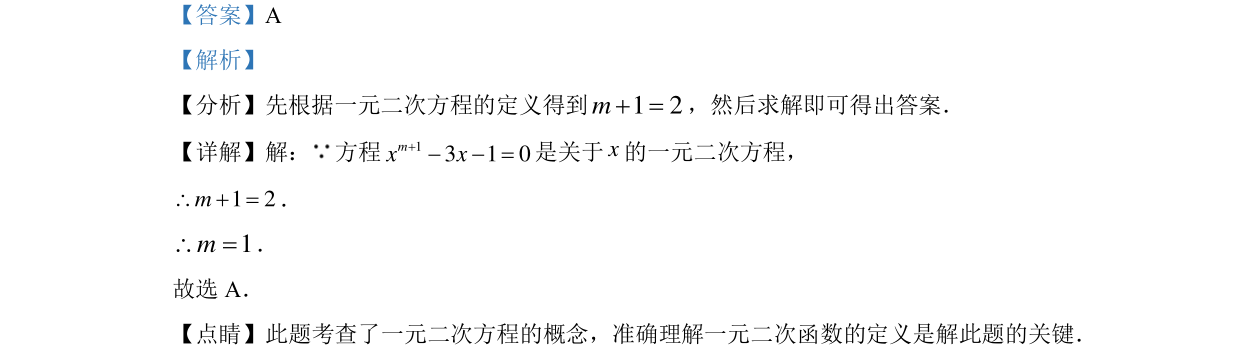 【答案】A
【解析】
【分析】先根据一元二次方程的定义得到 m+1=2，然后求解即可得出答案．
【详解】解：∵方程 x^{m+1}−3x−1=0 是关于 x 的一元二次方程，
∴m+1=2．
∴m=1．
故选 A．
【点睛】此题考查了一元二次方程的概念，准确理解一元二次函数的定义是解此题的关键．